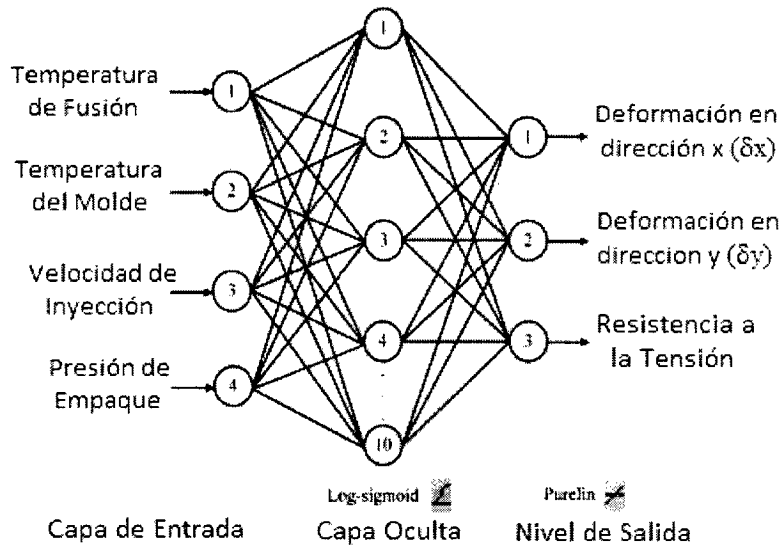 Temperatura
de Fusión
Temperatura
del Molde
Velocidad de
Inyección
Presión de
Empaque
1
2
3
4
1
2
3
4
10
1
2
3
Deformación en
dirección x (δx)
Deformación en
direccion y (δy)
Resistencia a
la Tensión
Log-sigmoid
Purelin
Capa de Entrada
Capa Oculta
Nivel de Salida